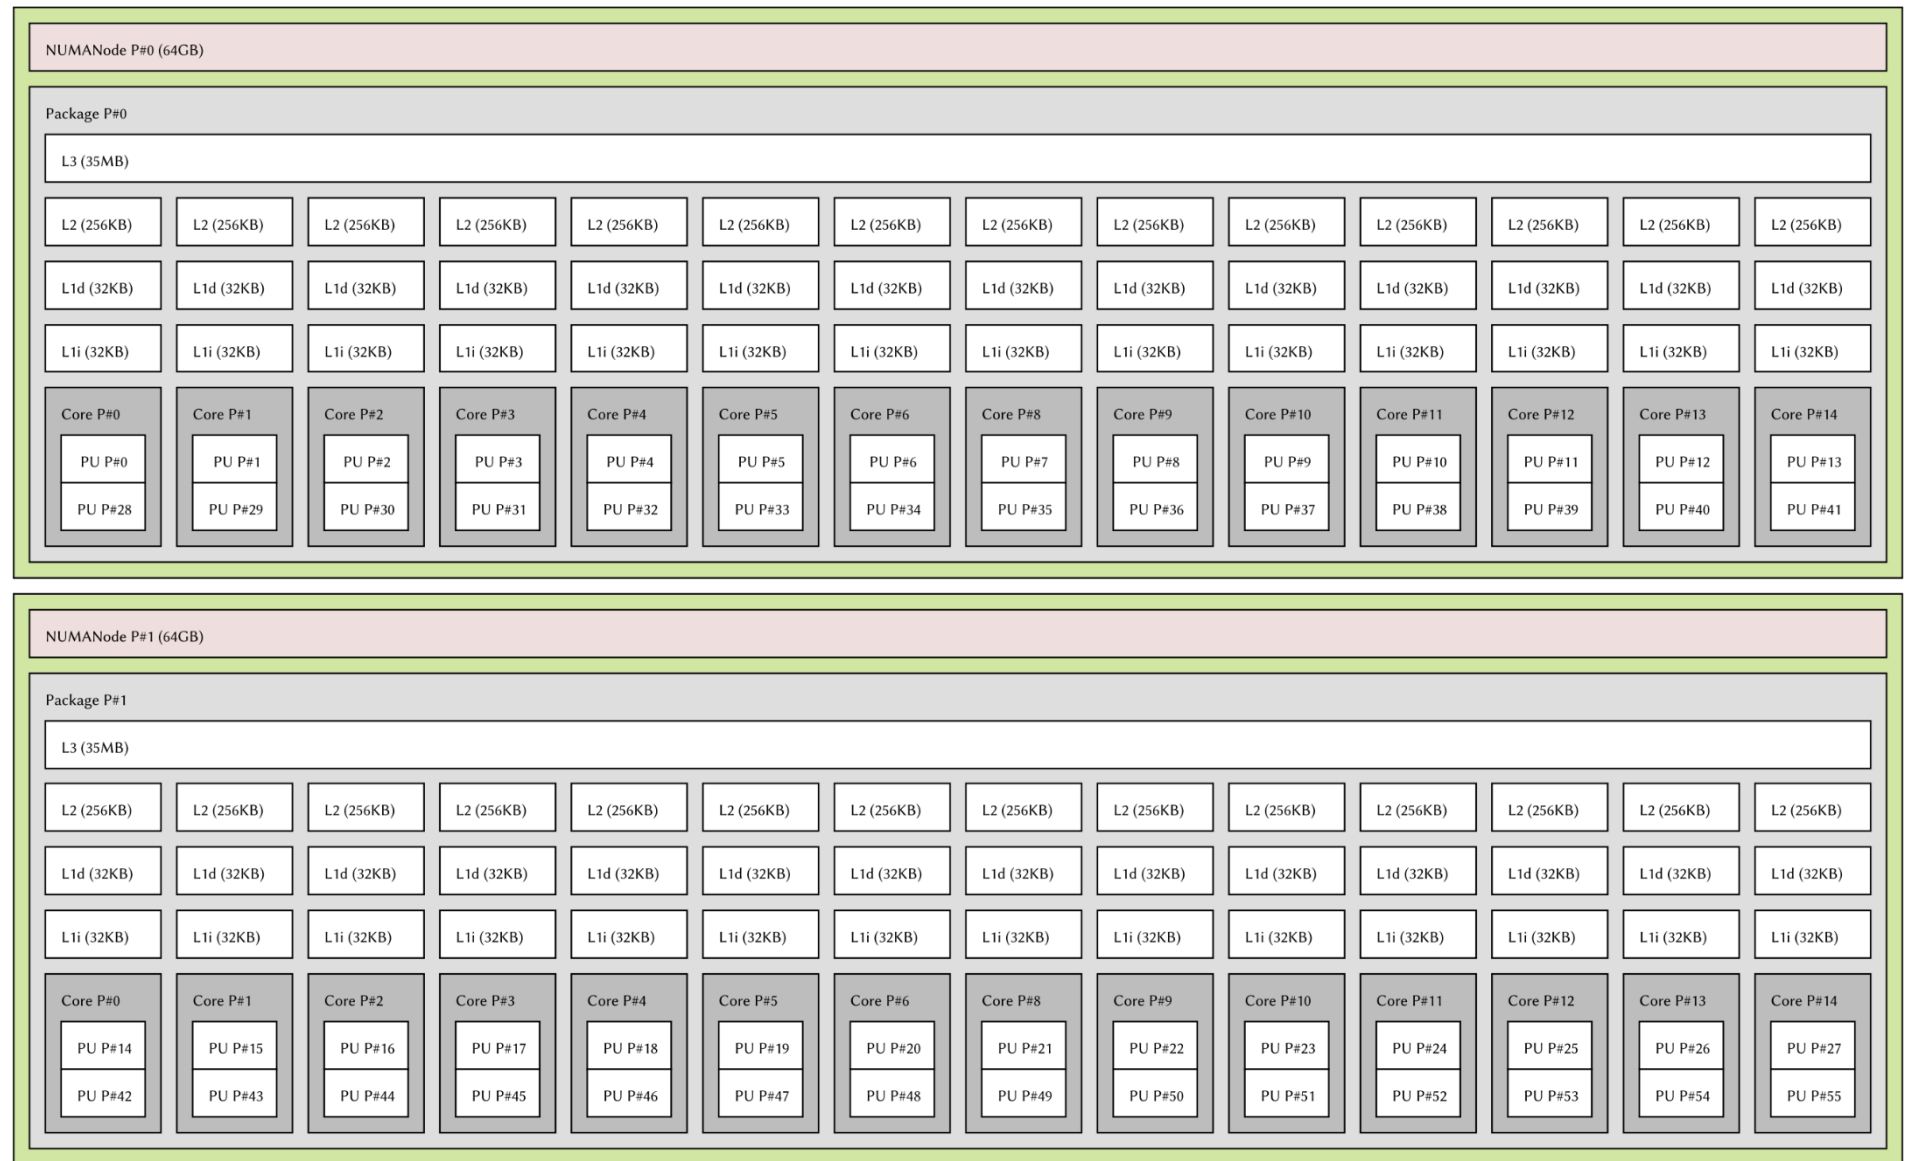 NUMANode P#0 (64GB)
Package P#0
L3 (35MB)
L2 (256KB) L2 (256KB) L2 (256KB) L2 (256KB) L2 (256KB) L2 (256KB) L2 (256KB) L2 (256KB) L2 (256KB) L2 (256KB) L2 (256KB) L2 (256KB) L2 (256KB) L2 (256KB)
L1d (32KB) L1d (32KB) L1d (32KB) L1d (32KB) L1d (32KB) L1d (32KB) L1d (32KB) L1d (32KB) L1d (32KB) L1d (32KB) L1d (32KB) L1d (32KB) L1d (32KB) L1d (32KB)
L1i (32KB) L1i (32KB) L1i (32KB) L1i (32KB) L1i (32KB) L1i (32KB) L1i (32KB) L1i (32KB) L1i (32KB) L1i (32KB) L1i (32KB) L1i (32KB) L1i (32KB) L1i (32KB)
Core P#0 Core P#1 Core P#2 Core P#3 Core P#4 Core P#5 Core P#6 Core P#8 Core P#9 Core P#10 Core P#11 Core P#12 Core P#13 Core P#14
PU P#0 PU P#1 PU P#2 PU P#3 PU P#4 PU P#5 PU P#6 PU P#7 PU P#8 PU P#9 PU P#10 PU P#11 PU P#12 PU P#13
PU P#28 PU P#29 PU P#30 PU P#31 PU P#32 PU P#33 PU P#34 PU P#35 PU P#36 PU P#37 PU P#38 PU P#39 PU P#40 PU P#41
NUMANode P#1 (64GB)
Package P#1
L3 (35MB)
L2 (256KB) L2 (256KB) L2 (256KB) L2 (256KB) L2 (256KB) L2 (256KB) L2 (256KB) L2 (256KB) L2 (256KB) L2 (256KB) L2 (256KB) L2 (256KB) L2 (256KB) L2 (256KB)
L1d (32KB) L1d (32KB) L1d (32KB) L1d (32KB) L1d (32KB) L1d (32KB) L1d (32KB) L1d (32KB) L1d (32KB) L1d (32KB) L1d (32KB) L1d (32KB) L1d (32KB) L1d (32KB)
L1i (32KB) L1i (32KB) L1i (32KB) L1i (32KB) L1i (32KB) L1i (32KB) L1i (32KB) L1i (32KB) L1i (32KB) L1i (32KB) L1i (32KB) L1i (32KB) L1i (32KB) L1i (32KB)
Core P#0 Core P#1 Core P#2 Core P#3 Core P#4 Core P#5 Core P#6 Core P#8 Core P#9 Core P#10 Core P#11 Core P#12 Core P#13 Core P#14
PU P#14 PU P#15 PU P#16 PU P#17 PU P#18 PU P#19 PU P#20 PU P#21 PU P#22 PU P#23 PU P#24 PU P#25 PU P#26 PU P#27
PU P#42 PU P#43 PU P#44 PU P#45 PU P#46 PU P#47 PU P#48 PU P#49 PU P#50 PU P#51 PU P#52 PU P#53 PU P#54 PU P#55